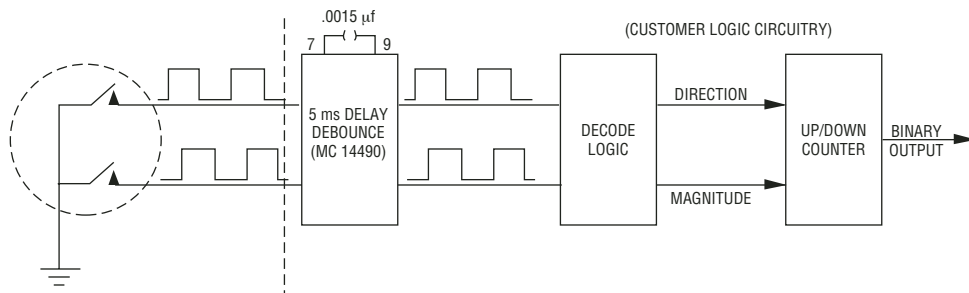 .0015 μf
7 9
(CUSTOMER LOGIC CIRCUITRY)
5 ms DELAY
DEBOUNCE
(MC 14490)
DECODE
LOGIC
DIRECTION
MAGNITUDE
UP/DOWN
COUNTER
BINARY
OUTPUT